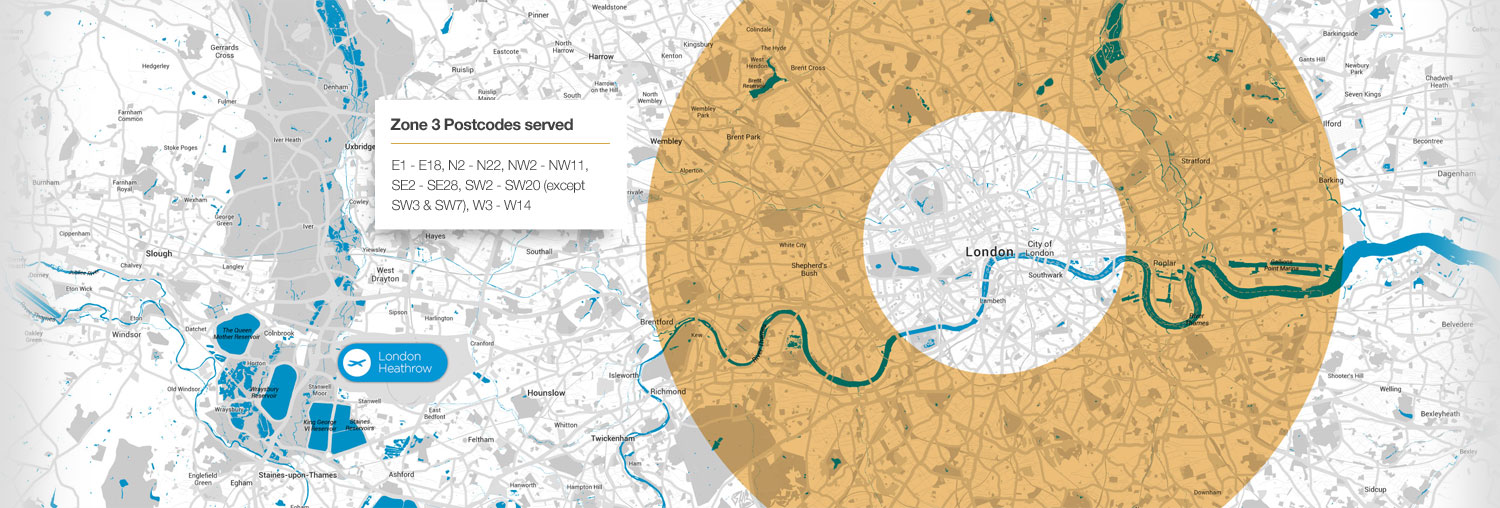 Zone 3 Postcodes served
E1 - E18, N2 - N22, NW2 - NW11,
SE2 - SE28, SW2 - SW20 (except
SW3 & SW7), W3 - W14
London
Heathrow
Pinner
Wealdstone
Gerrards
Cross
Eastcote
North
Harrow
Harrow
Kenton
Kingsbury
Colindale
The Hyde
West
Hendon
Brent
Reservoir
Brent Cross
Barkingside
Gants Hill
Newbury
Park
Chadwell
Heath
Seven Kings
Hedgerley
Ruislip
Ruislip
Manor
South
Harrow
on the Hill
North
Wembley
Wembley
Park
Denham
Fulmer
Farnham
Common
Iver Heath
Stoke Poges
Uxbridge
Wembley
Brent Park
Alperton
Stratford
Ilford
Becontree
Dagenham
Barking
Burnham
Farnham
Royal
Wexham
George
Green
Cowley
Iver
Cippenham
Slough
Chalvey
Langley
Yiewsley
Hayes
West
Drayton
Southall
White City
Shepherd's
Bush
London
City of
London
Southwark
Lambeth
Poplar
Dorney
Eton Wick
Eton
Windsor
Datchet
The Queen
Mother Reservoir
Colnbrook
Sipson
Harlington
Cranford
Brentford
Kew
River
Thames
Belvedere
Horton
Old Windsor
Wraysbury
Wraysbury
Reservoir
Stanwell
Moor
Stanwell
King George
VI Reservoir
Staines
Reservoirs
East
Bedfont
Hounslow
Isleworth
Richmond
Whitton
Twickenham
Feltham
Ham
Shooter's Hill
Welling
Bexleyheath
Englefield
Green
Egham
Staines-upon-Thames
Ashford
Hanworth
Hampton Hill
Downham
Sidcup